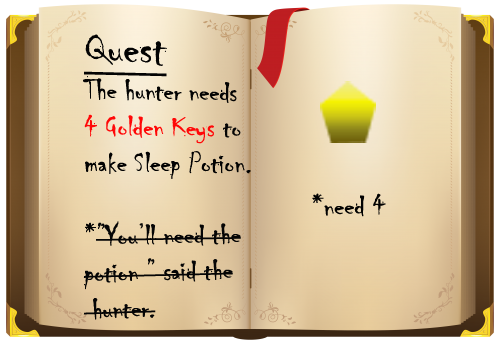 Quest
The hunter needs
4 Golden Keys to
make Sleep Potion.
*"You'll need the
potion " said the
hunter.
*need 4